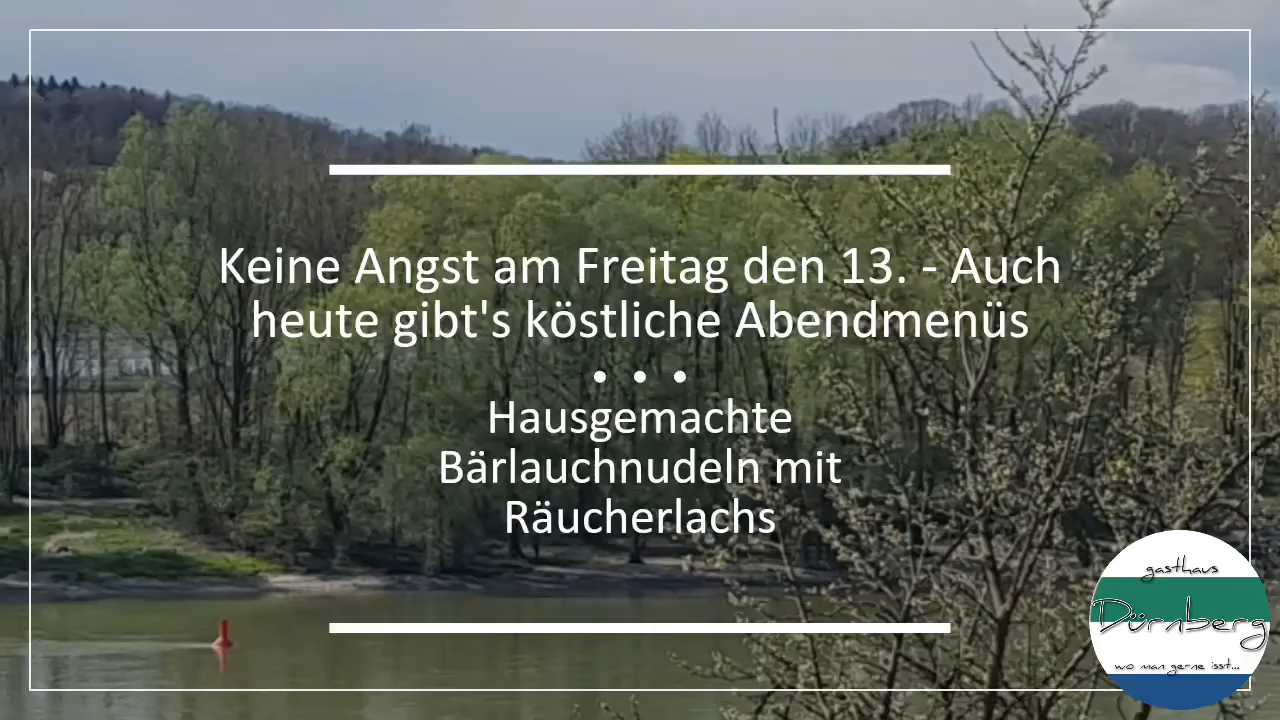 Keine Angst am Freitag den 13. - Auch
heute gibt's köstliche Abendmenüs
• • •
Hausgemachte
Bärlauchnudeln mit
Räucherlachs
gasthaus
Dürnberg
wo man gerne isst...